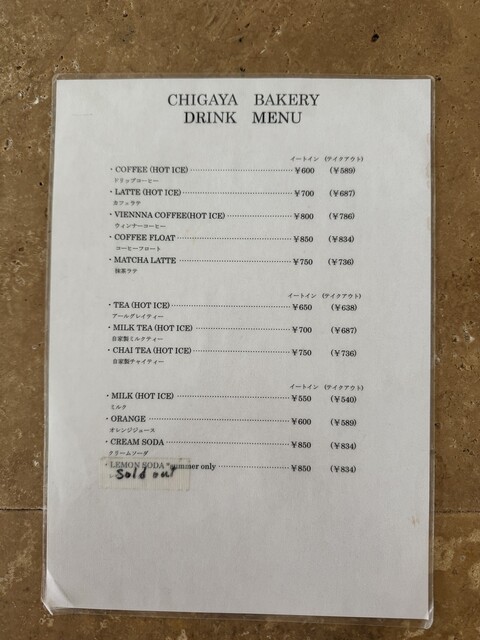 CHIGAYA BAKERY
DRINK MENU
イートイン (テイクアウト)
・COFFEE (HOT ICE) ¥600 (¥589)
ドリップコーヒー
・LATTE (HOT ICE) ¥700 (¥687)
カフェラテ
・VIENNNA COFFEE(HOT ICE) ¥800 (¥786)
ウィンナーコーヒー
・COFFEE FLOAT ¥850 (¥834)
コーヒーフロート
・MATCHA LATTE ¥750 (¥736)
抹茶ラテ
イートイン (テイクアウト)
・TEA (HOT ICE) ¥650 (¥638)
アールグレイティー
・MILK TEA (HOT ICE) ¥700 (¥687)
自家製ミルクティー
・CHAI TEA (HOT ICE) ¥750 (¥736)
自家製チャイティー
イートイン (テイクアウト)
・MILK (HOT ICE) ¥550 (¥540)
ミルク
・ORANGE ¥600 (¥589)
オレンジジュース
・CREAM SODA ¥850 (¥834)
クリームソーダ
・LEMON SODA *summer only ¥850 (¥834)
Sold out